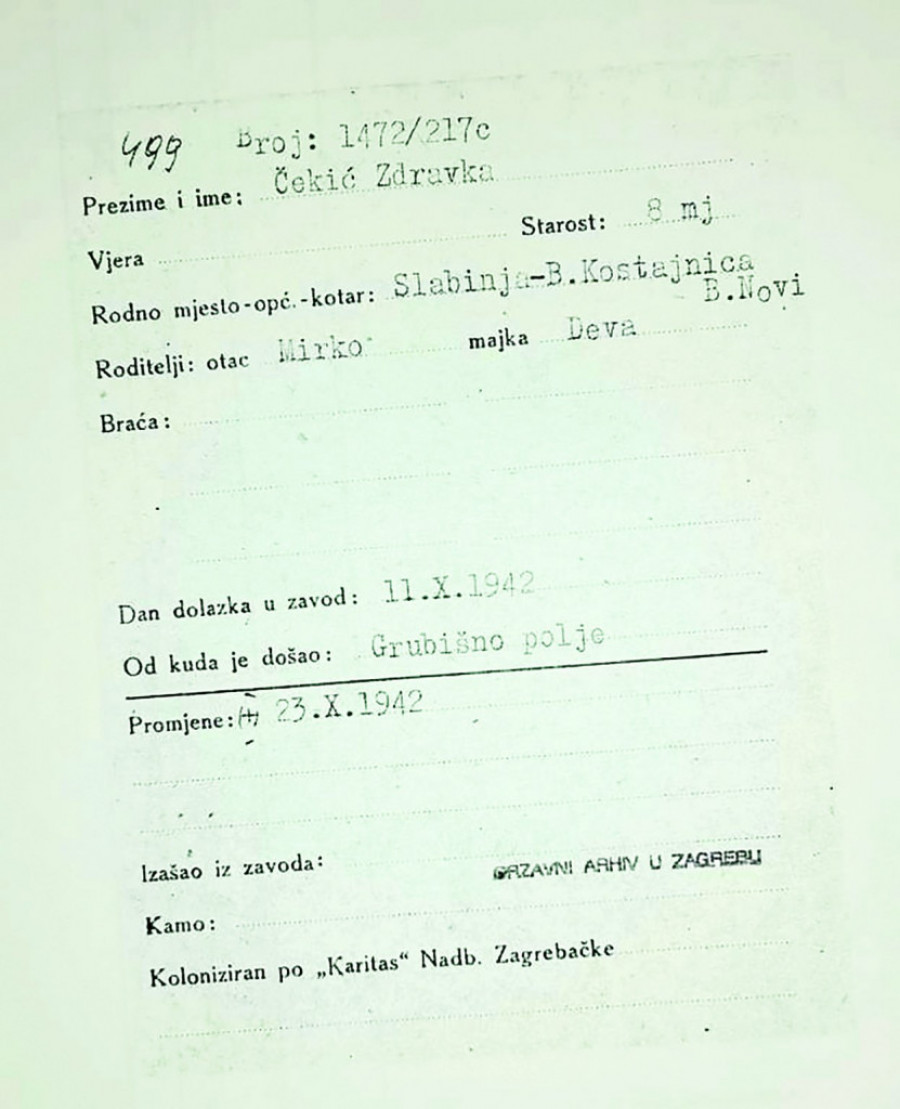 499 Broj: 1472/217c
Prezime i ime: Čekić Zdravka
Vjera Starost: 8 mj
Rodno mjesto-opć.-kotar: Slabinja-B.Kostajnica
B.Novi
Roditelji: otac Mirko majka Deva
Braća:
Dan dolazka u zavod: 11.X.1942
Od kuda je došao: Grubišno polje
Promjene: (+) 23.X.1942
Izašao iz zavoda:
DRZAVNI ARHIV U ZAGREBU
Kamo:
Koloniziran po „Karitas“ Nadb. Zagrebačke